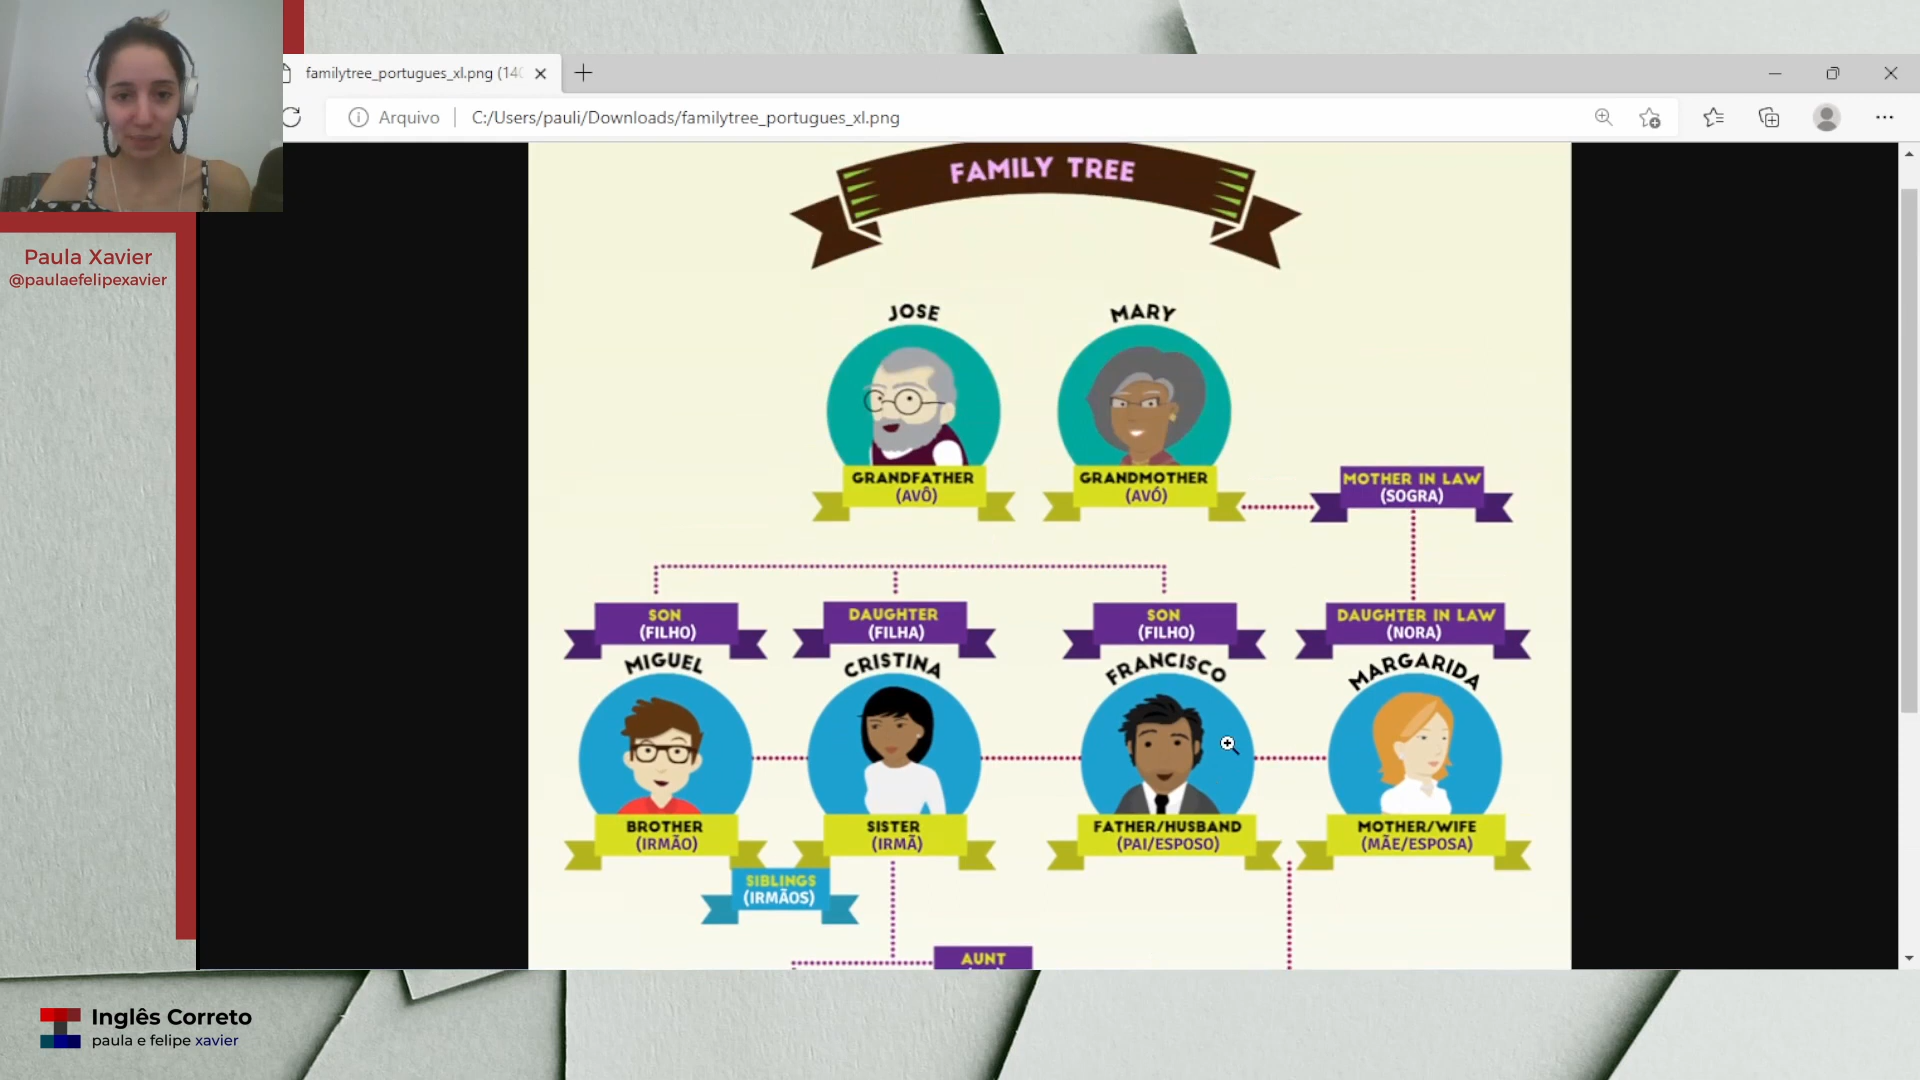 familytree_portugues_xl.png (140
Arquivo
C:/Users/pauli/Downloads/familytree_portugues_xl.png
Paula Xavier
@paulaefelipexavier
FAMILY TREE
JOSE
MARY
GRANDFATHER
(AVÔ)
GRANDMOTHER
(AVÓ)
MOTHER IN LAW
(SOGRA)
SON
(FILHO)
DAUGHTER
(FILHA)
SON
(FILHO)
DAUGHTER IN LAW
(NORA)
MIGUEL
CRISTINA
FRANCISCO
MARGARIDA
BROTHER
(IRMÃO)
SISTER
(IRMÃ)
FATHER/HUSBAND
(PAI/ESPOSO)
MOTHER/WIFE
(MÃE/ESPOSA)
SIBLINGS
(IRMÃOS)
AUNT
Inglês Correto
paula e felipe xavier